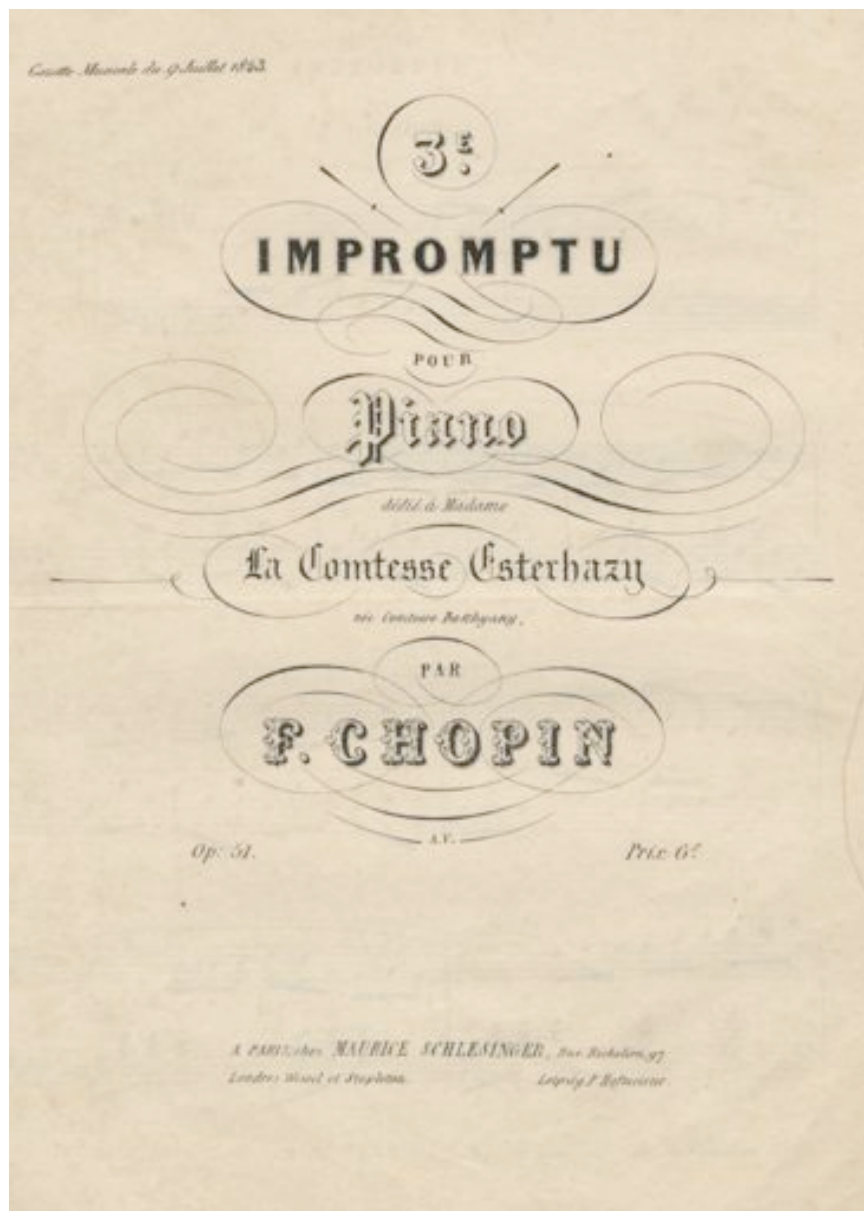 Gazette Musicale du 9 Juillet 1843.
3E.
IMPROMPTU
POUR
Piano
dédié à Madame
La Comtesse Esterhazy
née Comtesse Batthyany,
PAR
F. CHOPIN
A.V.
Op: 51. Prix: 6f
A PARIS, chez MAURICE SCHLESINGER, Rue Richelieu, 97
Londres Wessel et Stapleton. Leipzig, F Hofmeister.